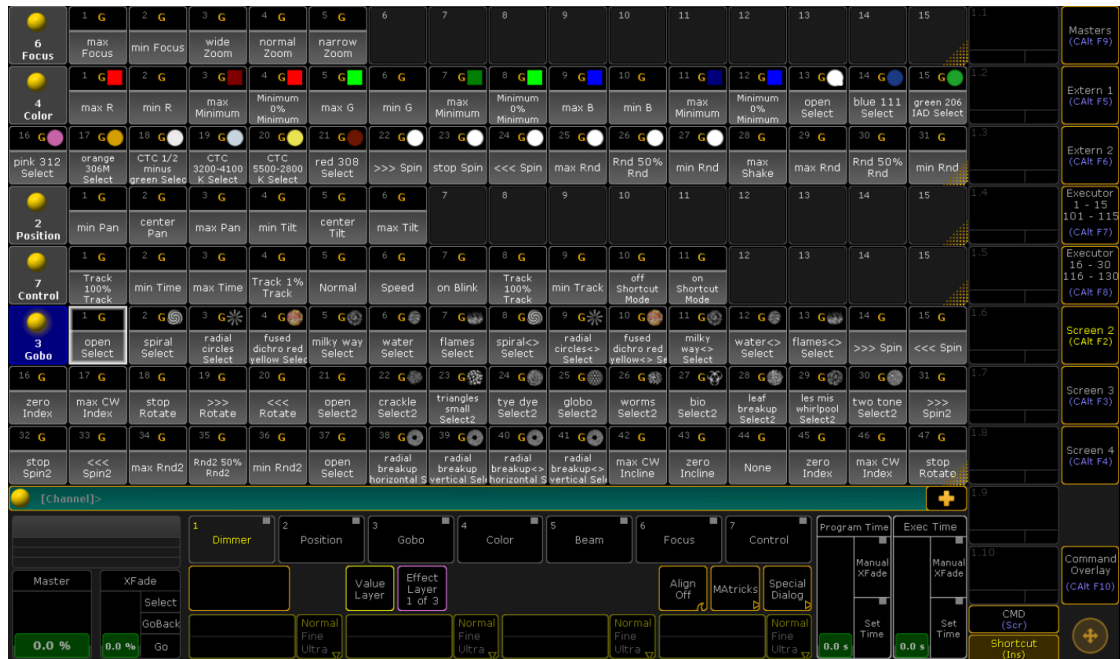 1 G 2 G 3 G 4 G 5 G 6 7 8 9 10 11 12 13 14 15
6 Focus
max Focus
min Focus
wide Zoom
normal Zoom
narrow Zoom
1 G 2 G 3 G 4 G 5 G 6 G 7 G 8 G 9 G 10 G 11 G 12 G 13 G 14 G 15 G
4 Color
max R
min R
max Minimum
Minimum 0% Minimum
max G
min G
max Minimum
Minimum 0% Minimum
max B
min B
max Minimum
Minimum 0% Minimum
open Select
blue 111 Select
green 206 IAD Select
16 G 17 G 18 G 19 G 20 G 21 G 22 G 23 G 24 G 25 G 26 G 27 G 28 G 29 G 30 G 31 G
pink 312 Select
orange 306M Select
CTC 1/2 minus green Selec
CTC 3200-4100 K Select
CTC 5500-2800 K Select
red 308 Select
>>> Spin
stop Spin
<<< Spin
max Rnd
Rnd 50% Rnd
min Rnd
max Shake
max Rnd
Rnd 50% Rnd
min Rnd
1 G 2 G 3 G 4 G 5 G 6 G 7 8 9 10 11 12 13 14 15
2 Position
min Pan
center Pan
max Pan
min Tilt
center Tilt
max Tilt
1 G 2 G 3 G 4 G 5 G 6 G 7 G 8 G 9 G 10 G 11 G 12 13 14 15
7 Control
Track 100% Track
min Time
max Time
Track 1% Track
Normal
Speed
on Blink
Track 100% Track
min Track
off Shortcut Mode
on Shortcut Mode
1 G 2 G 3 G 4 G 5 G 6 G 7 G 8 G 9 G 10 G 11 G 12 G 13 G 14 G 15 G
3 Gobo
open Select
spiral Select
radial circles Select
fused dichro red yellow Selec
milky way Select
water Select
flames Select
spiral<> Select
radial circles<> Select
fused dichro red yellow<> Se
milky way<> Select
water<> Select
flames<> Select
>>> Spin
<<< Spin
16 G 17 G 18 G 19 G 20 G 21 G 22 G 23 G 24 G 25 G 26 G 27 G 28 G 29 G 30 G 31 G
zero Index
max CW Index
stop Rotate
>>> Rotate
<<< Rotate
open Select2
crackle Select2
triangles small Select2
tye dye Select2
globo Select2
worms Select2
bio Select2
leaf breakup Select2
les mis whirlpool Select2
two tone Select2
>>> Spin2
32 G 33 G 34 G 35 G 36 G 37 G 38 G 39 G 40 G 41 G 42 G 43 G 44 G 45 G 46 G 47 G
stop Spin2
<<< Spin2
max Rnd2
Rnd2 50% Rnd2
min Rnd2
open Select
radial breakup horizontal S
radial breakup vertical Sele
radial breakup<> horizontal S
radial breakup<> vertical Sele
max CW Incline
zero Incline
None
zero Index
max CW Index
stop Rotate
[Channel]>
1.1
1.2
1.3
1.4
1.5
1.6
1.7
1.8
1.9
1.10
Masters
(CAlt F9)
Extern 1
(CAlt F5)
Extern 2
(CAlt F6)
Executor
1 - 15
101 - 115
(CAlt F7)
Executor
16 - 30
116 - 130
(CAlt F8)
Screen 2
(CAlt F2)
Screen 3
(CAlt F3)
Screen 4
(CAlt F4)
Command
Overlay
(CAlt F10)
CMD
(Scr)
Shortcut
(Ins)
1 Dimmer
2 Position
3 Gobo
4 Color
5 Beam
6 Focus
7 Control
Program Time
Exec Time
Manual XFade
Manual XFade
Set Time
Set Time
0.0 s
0.0 s
Master
0.0 %
XFade
Select
GoBack
0.0 %
Go
Value Layer
Effect Layer 1 of 3
Align Off
MAtricks
Special Dialog
Normal Fine Ultra
Normal Fine Ultra
Normal Fine Ultra
Normal Fine Ultra